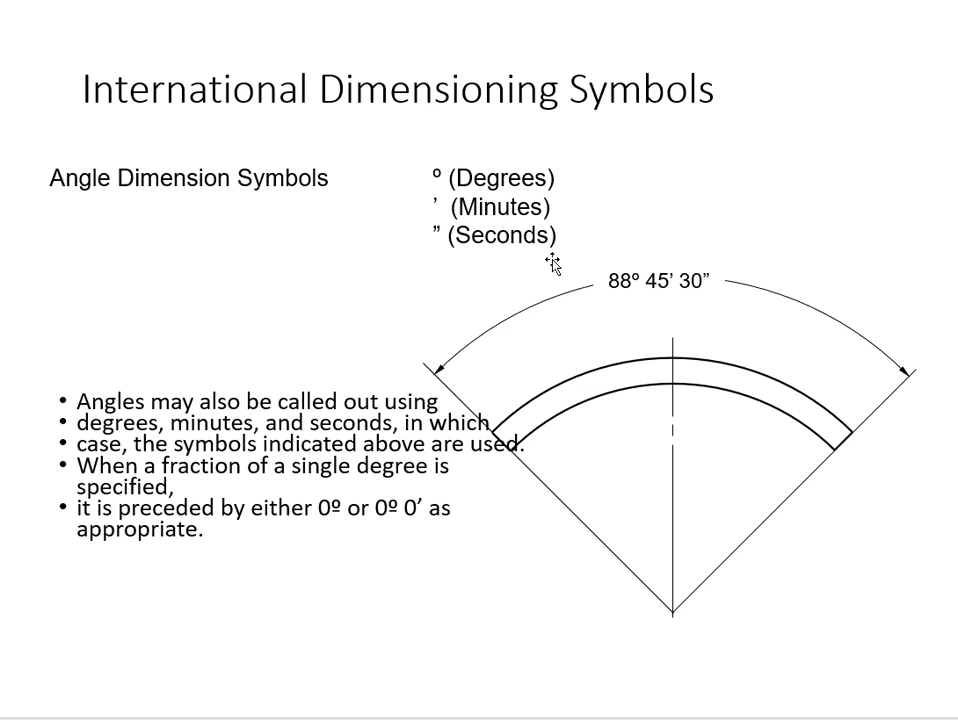 International Dimensioning Symbols
Angle Dimension Symbols
º (Degrees)
’ (Minutes)
” (Seconds)
88º 45’ 30”
• Angles may also be called out using
• degrees, minutes, and seconds, in which
• case, the symbols indicated above are used.
• When a fraction of a single degree is
specified,
• it is preceded by either 0º or 0º 0’ as
appropriate.